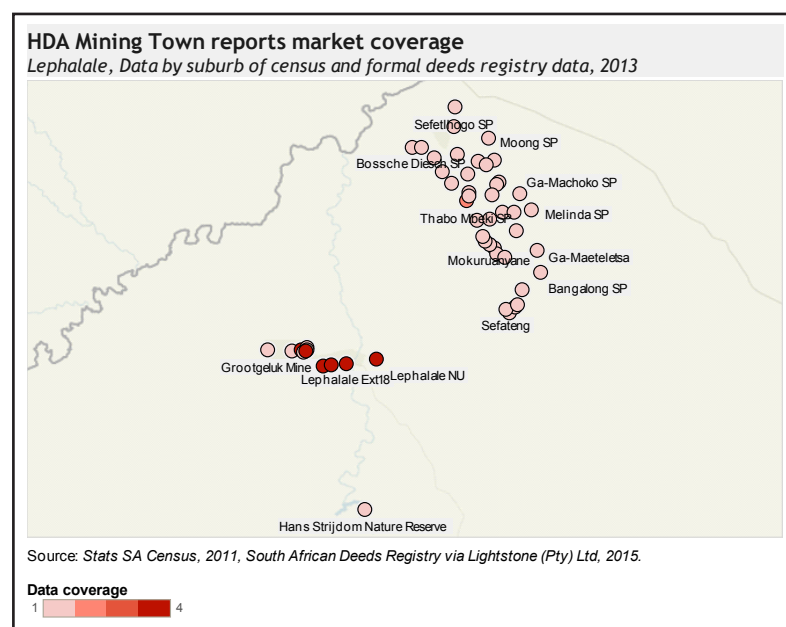 HDA Mining Town reports market coverage
Lephalale, Data by suburb of census and formal deeds registry data, 2013
Sefetlhogo SP
Moong SP
Bossche Diesch SP
Ga-Machoko SP
Thabo Mbeki SP
Melinda SP
Mokuruanyane
Ga-Maeteletsa
Bangalong SP
Sefateng
Grootgeluk Mine
Lephalale Ext18
Lephalale NU
Hans Strijdom Nature Reserve
Source: Stats SA Census, 2011, South African Deeds Registry via Lightstone (Pty) Ltd, 2015.
Data coverage
1 4